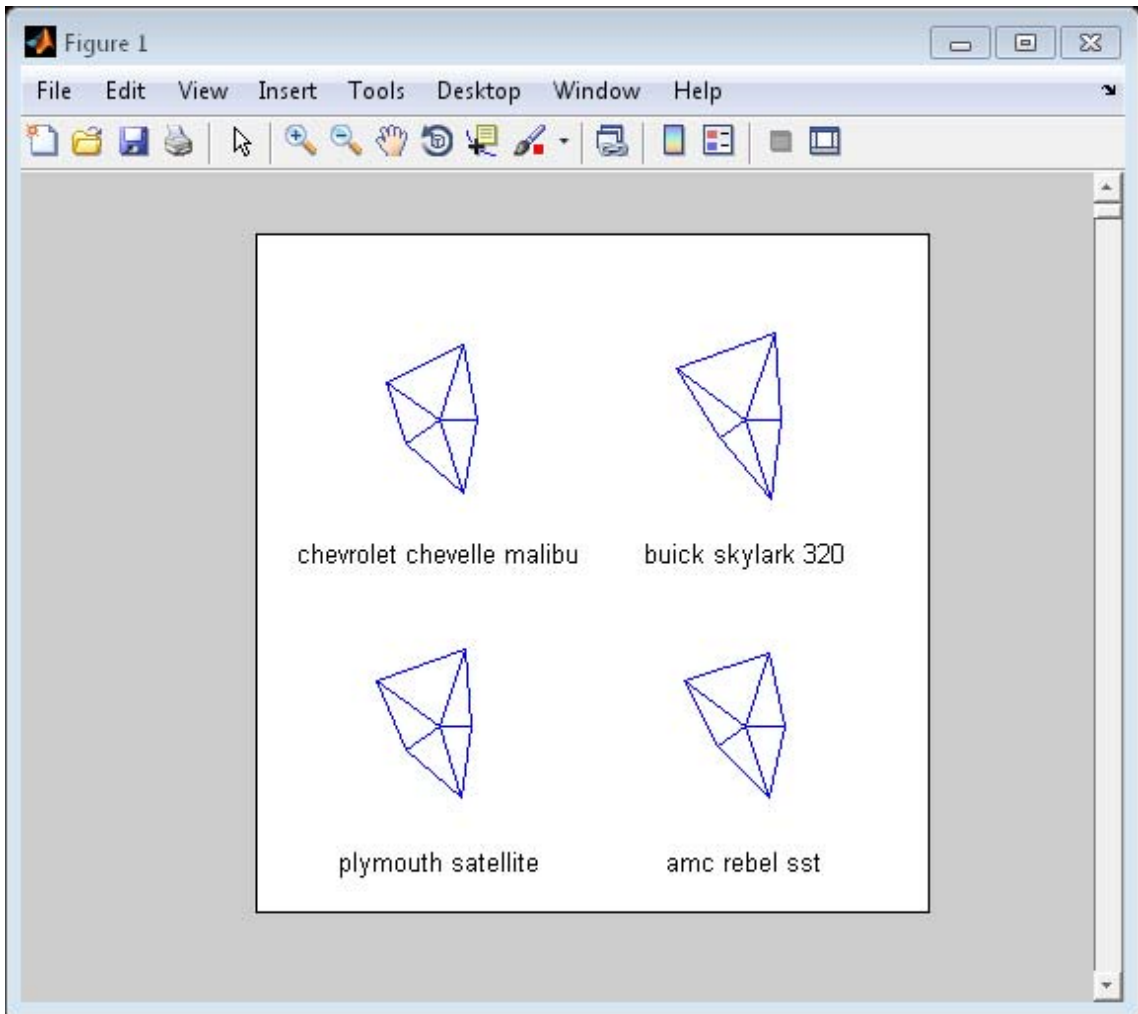 Figure 1
File Edit View Insert Tools Desktop Window Help
chevrolet chevelle malibu
buick skylark 320
plymouth satellite
amc rebel sst